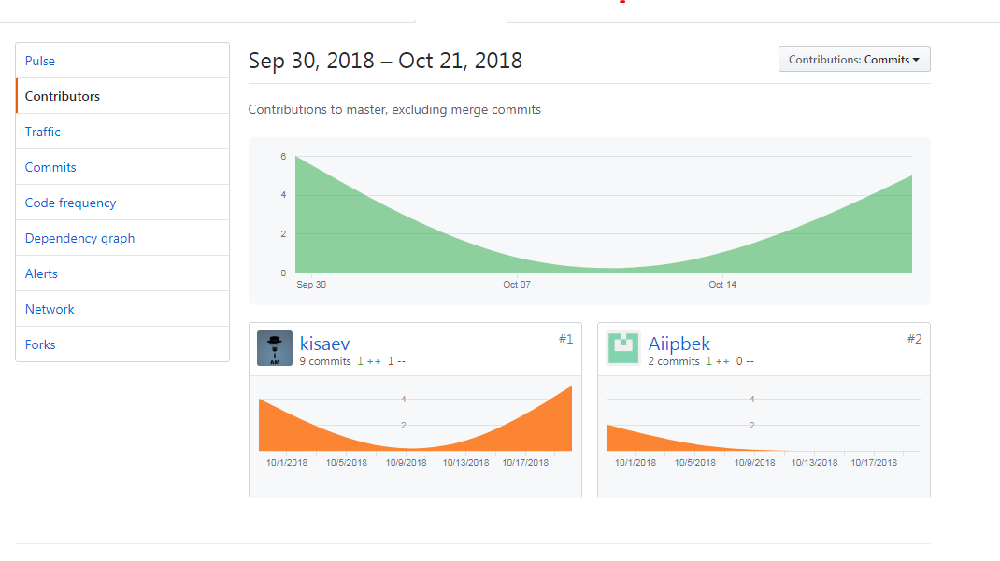 Pulse
Contributors
Traffic
Commits
Code frequency
Dependency graph
Alerts
Network
Forks
Sep 30, 2018 – Oct 21, 2018
Contributions: Commits
Contributions to master, excluding merge commits
6
4
2
0
Sep 30 Oct 07 Oct 14
kisaev #1
9 commits 1 ++ 1 --
4
2
10/1/2018 10/5/2018 10/9/2018 10/13/2018 10/17/2018
Aiipbek #2
2 commits 1 ++ 0 --
4
2
10/1/2018 10/5/2018 10/9/2018 10/13/2018 10/17/2018